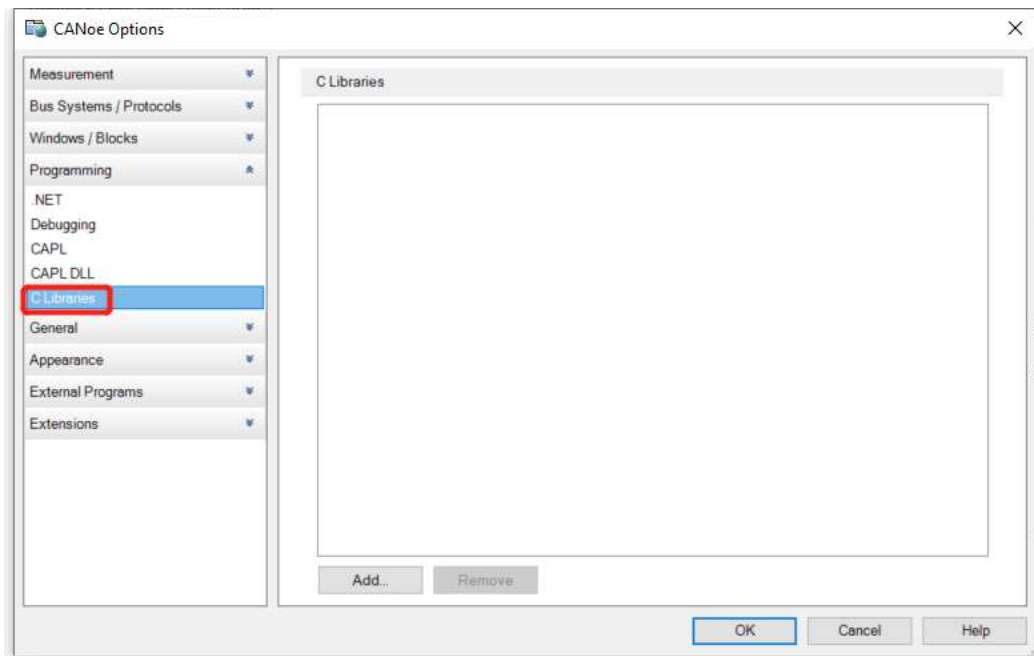 CANoe Options
Measurement
Bus Systems / Protocols
Windows / Blocks
Programming
.NET
Debugging
CAPL
CAPL DLL
C Libraries
General
Appearance
External Programs
Extensions
C Libraries
Add...
Remove
OK
Cancel
Help